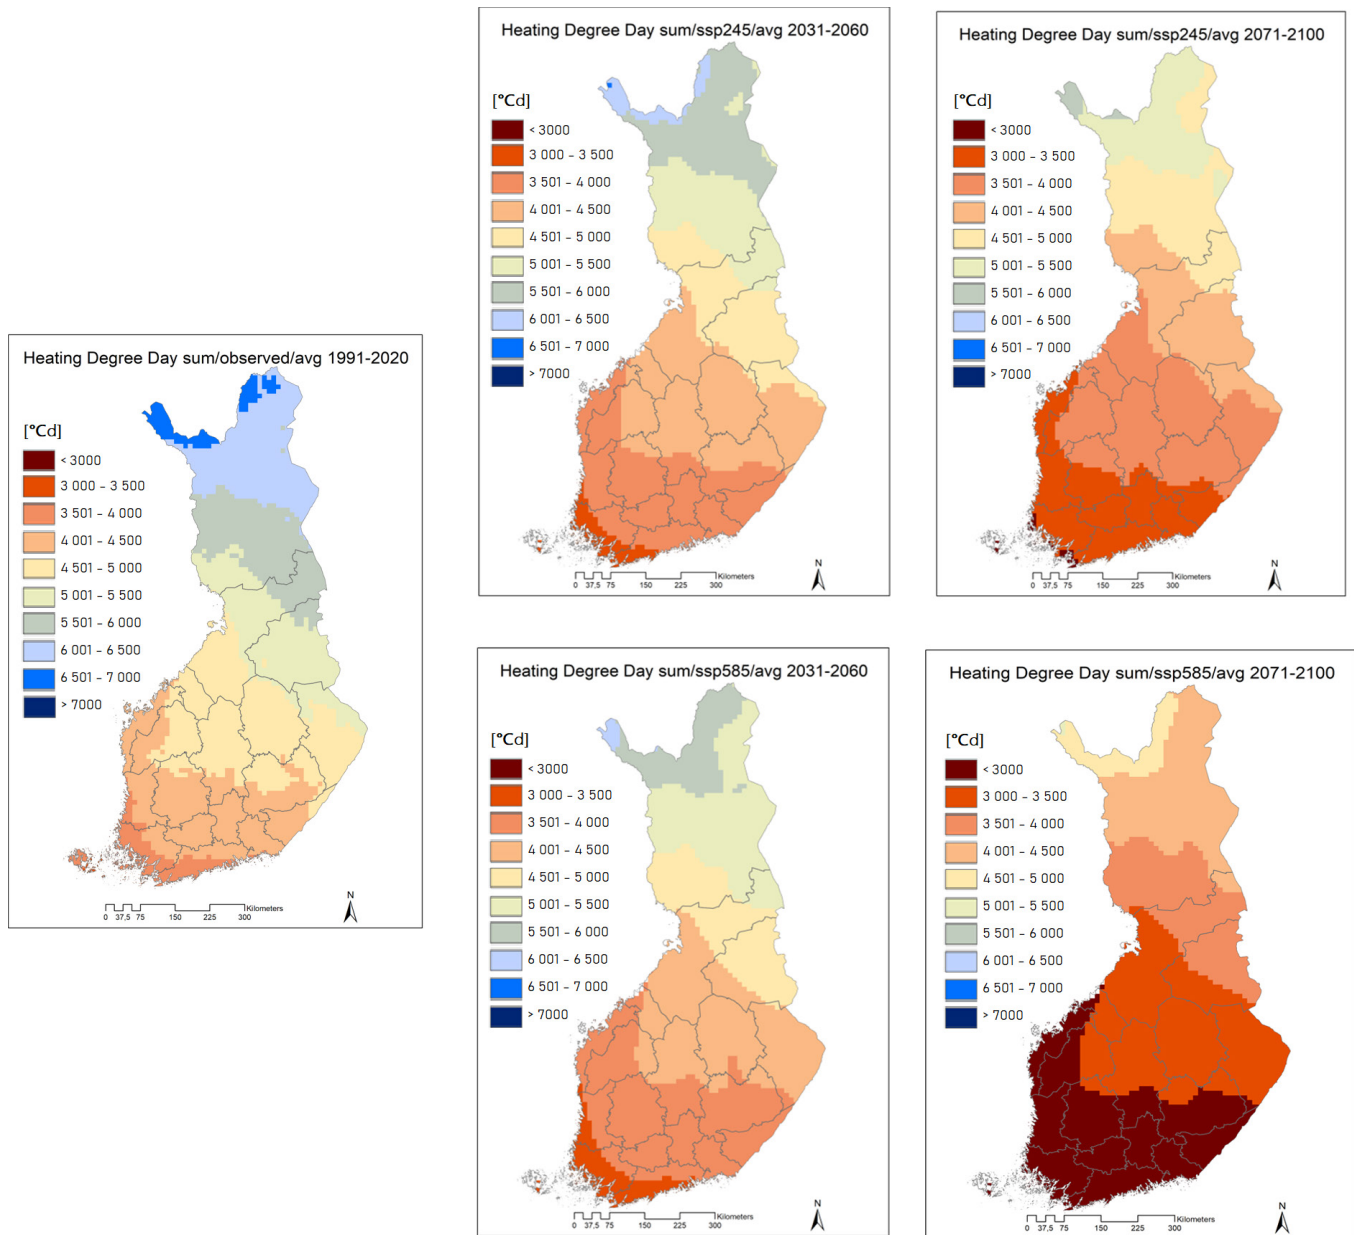 Heating Degree Day sum/ssp245/avg 2031-2060
[°Cd]
< 3000
3 000 – 3 500
3 501 – 4 000
4 001 – 4 500
4 501 – 5 000
5 001 – 5 500
5 501 – 6 000
6 001 – 6 500
6 501 – 7 000
> 7000
N
Kilometers
0 37,5 75 150 225 300
Heating Degree Day sum/ssp245/avg 2071-2100
[°Cd]
< 3000
3 000 – 3 500
3 501 – 4 000
4 001 – 4 500
4 501 – 5 000
5 001 – 5 500
5 501 – 6 000
6 001 – 6 500
6 501 – 7 000
> 7000
N
Kilometers
0 37,5 75 150 225 300
Heating Degree Day sum/observed/avg 1991-2020
[°Cd]
< 3000
3 000 – 3 500
3 501 – 4 000
4 001 – 4 500
4 501 – 5 000
5 001 – 5 500
5 501 – 6 000
6 001 – 6 500
6 501 – 7 000
> 7000
N
Kilometers
0 37,5 75 150 225 300
Heating Degree Day sum/ssp585/avg 2031-2060
[°Cd]
< 3000
3 000 – 3 500
3 501 – 4 000
4 001 – 4 500
4 501 – 5 000
5 001 – 5 500
5 501 – 6 000
6 001 – 6 500
6 501 – 7 000
> 7000
N
Kilometers
0 37,5 75 150 225 300
Heating Degree Day sum/ssp585/avg 2071-2100
[°Cd]
< 3000
3 000 – 3 500
3 501 – 4 000
4 001 – 4 500
4 501 – 5 000
5 001 – 5 500
5 501 – 6 000
6 001 – 6 500
6 501 – 7 000
> 7000
N
Kilometers
0 37,5 75 150 225 300